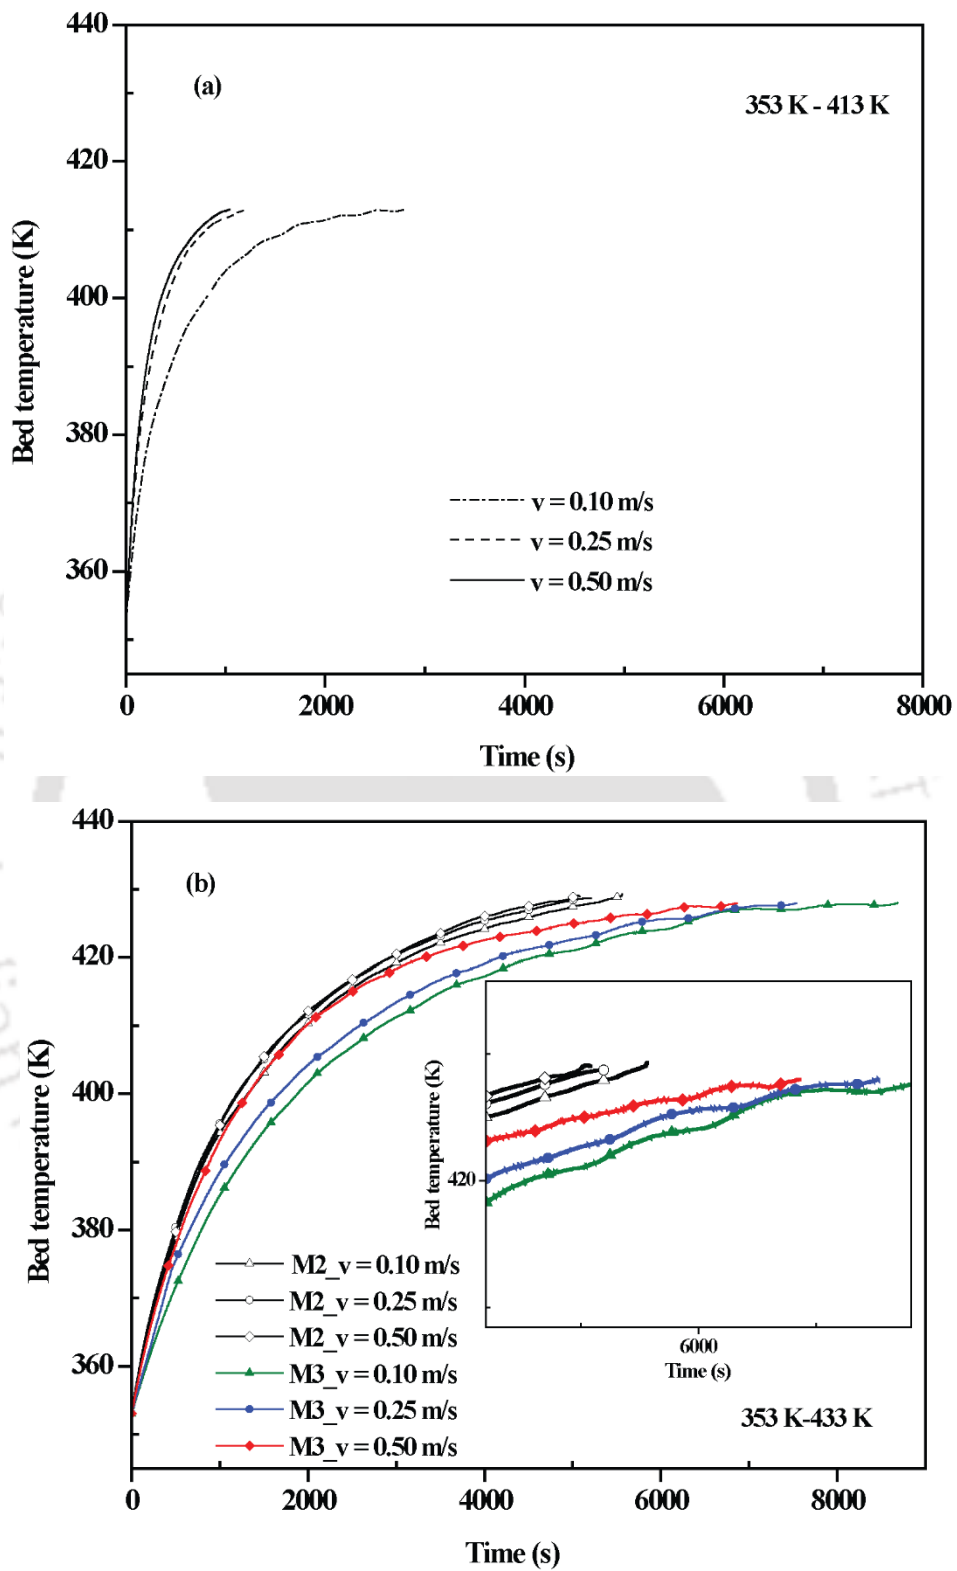 440
(a)
353 K - 413 K
420
400
380
360
Bed temperature (K)
v = 0.10 m/s
v = 0.25 m/s
v = 0.50 m/s
0
2000
4000
6000
8000
Time (s)
440
(b)
420
400
380
360
Bed temperature (K)
Bed temperature (K)
420
6000
Time (s)
M2_v = 0.10 m/s
M2_v = 0.25 m/s
M2_v = 0.50 m/s
M3_v = 0.10 m/s
M3_v = 0.25 m/s
M3_v = 0.50 m/s
353 K-433 K
0
2000
4000
6000
8000
Time (s)